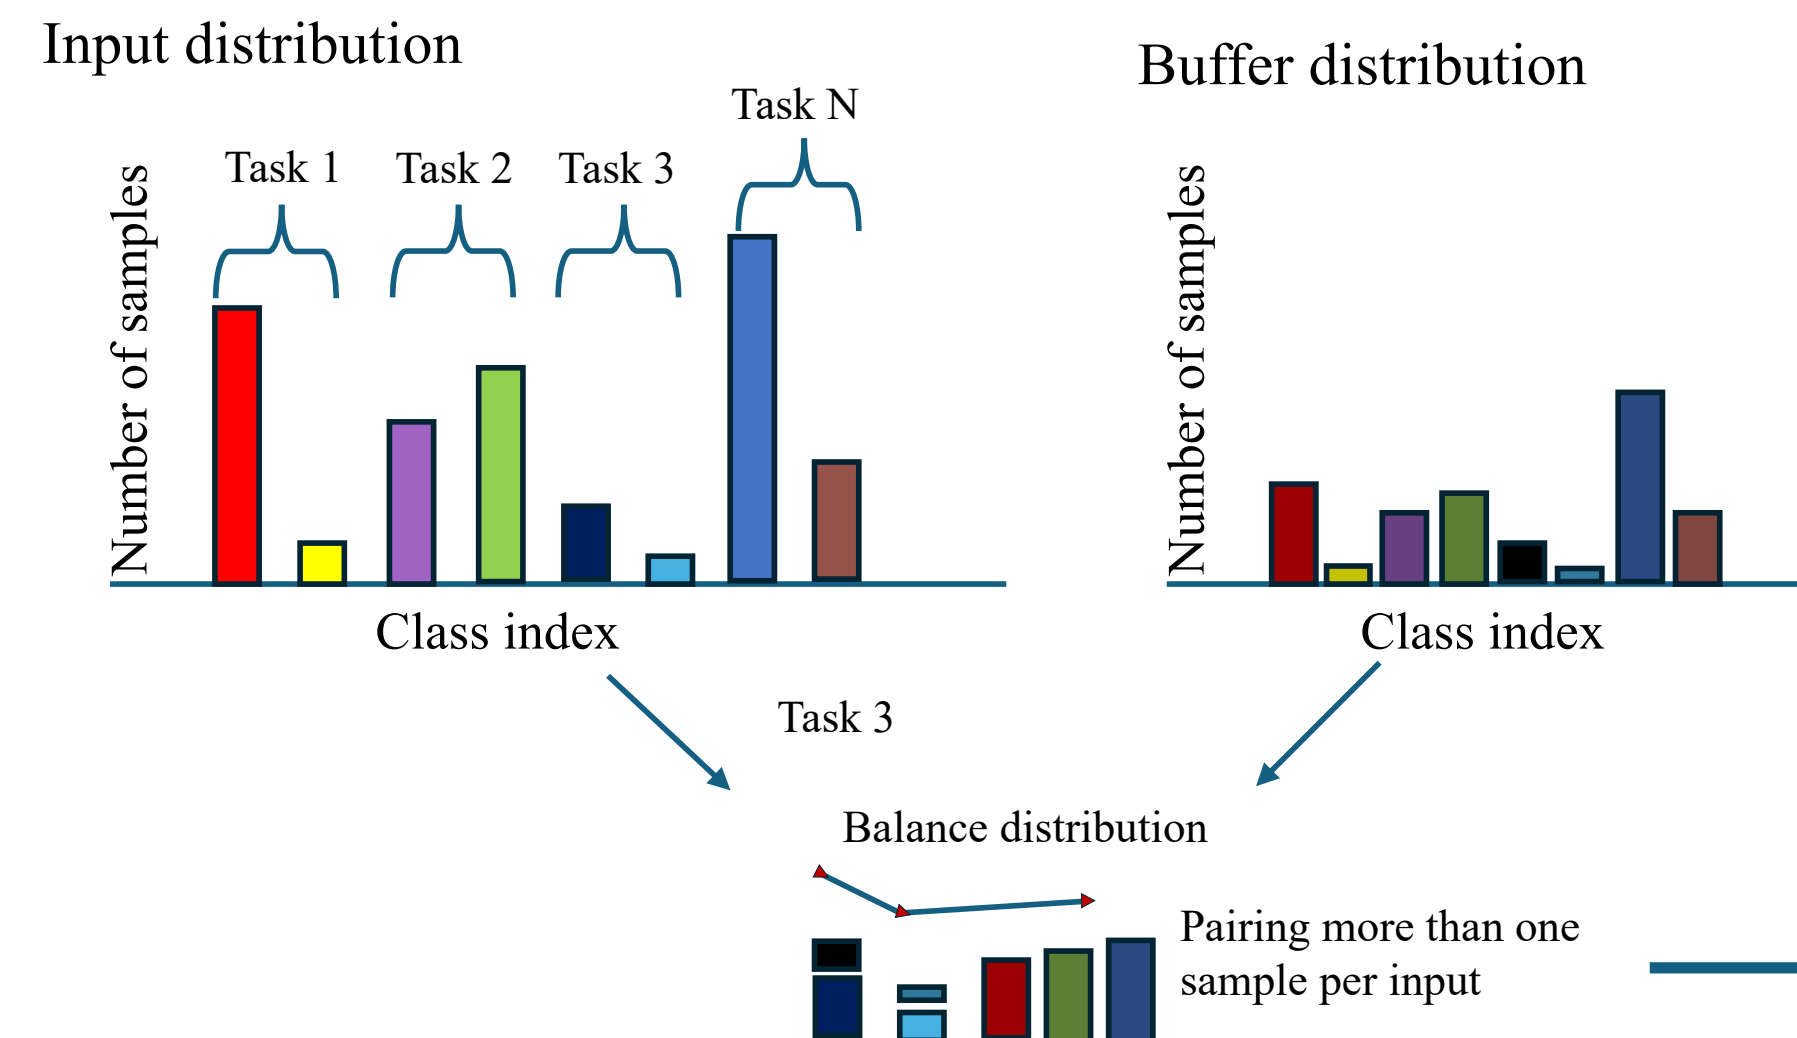 Input distribution
Buffer distribution
Task N
Task 1
Task 2
Task 3
Number of samples
Number of samples
Class index
Class index
Task 3
Balance distribution
Pairing more than one
sample per input